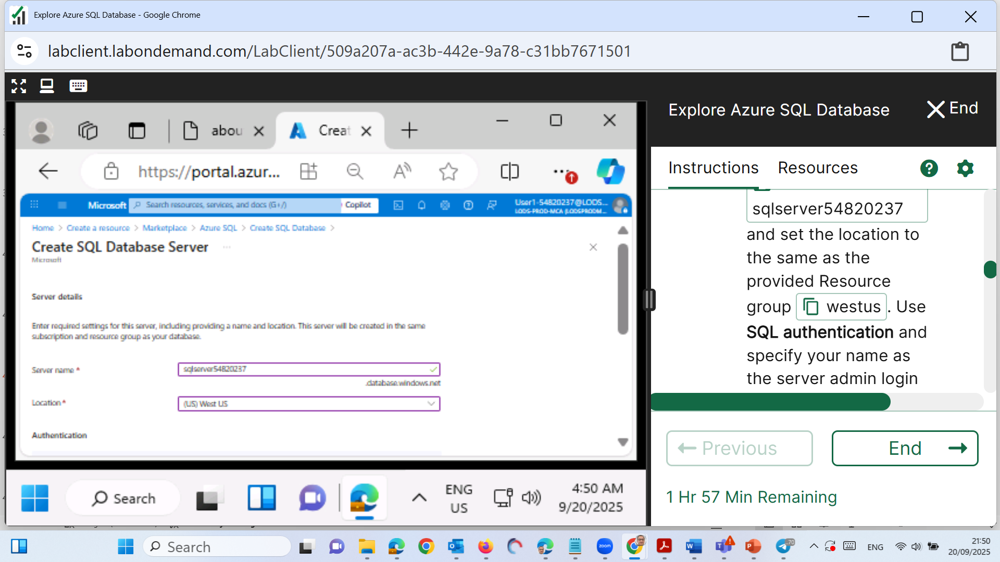 Explore Azure SQL Database - Google Chrome
labclient.labondemand.com/LabClient/509a207a-ac3b-442e-9a78-c31bb7671501
Explore Azure SQL Database
End
abou
Creat
https://portal.azur...
Microsoft
Search resources, services, and docs (G+/)
Copilot
User1-54820237@LODS...
LODS-PROD-MCA (LODSPRODM...
Home > Create a resource > Marketplace > Azure SQL > Create SQL Database >
Create SQL Database Server ...
Microsoft
Server details
Enter required settings for this server, including providing a name and location. This server will be created in the same
subscription and resource group as your database.
Server name *
sqlserver54820237
.database.windows.net
Location *
(US) West US
Authentication
Search
ENG
US
4:50 AM
9/20/2025
Instructions
Resources
sqlserver54820237
and set the location to
the same as the
provided Resource
group westus . Use
SQL authentication and
specify your name as
the server admin login
Previous
End
1 Hr 57 Min Remaining
Search
zoom
70
ENG
21:50
20/09/2025